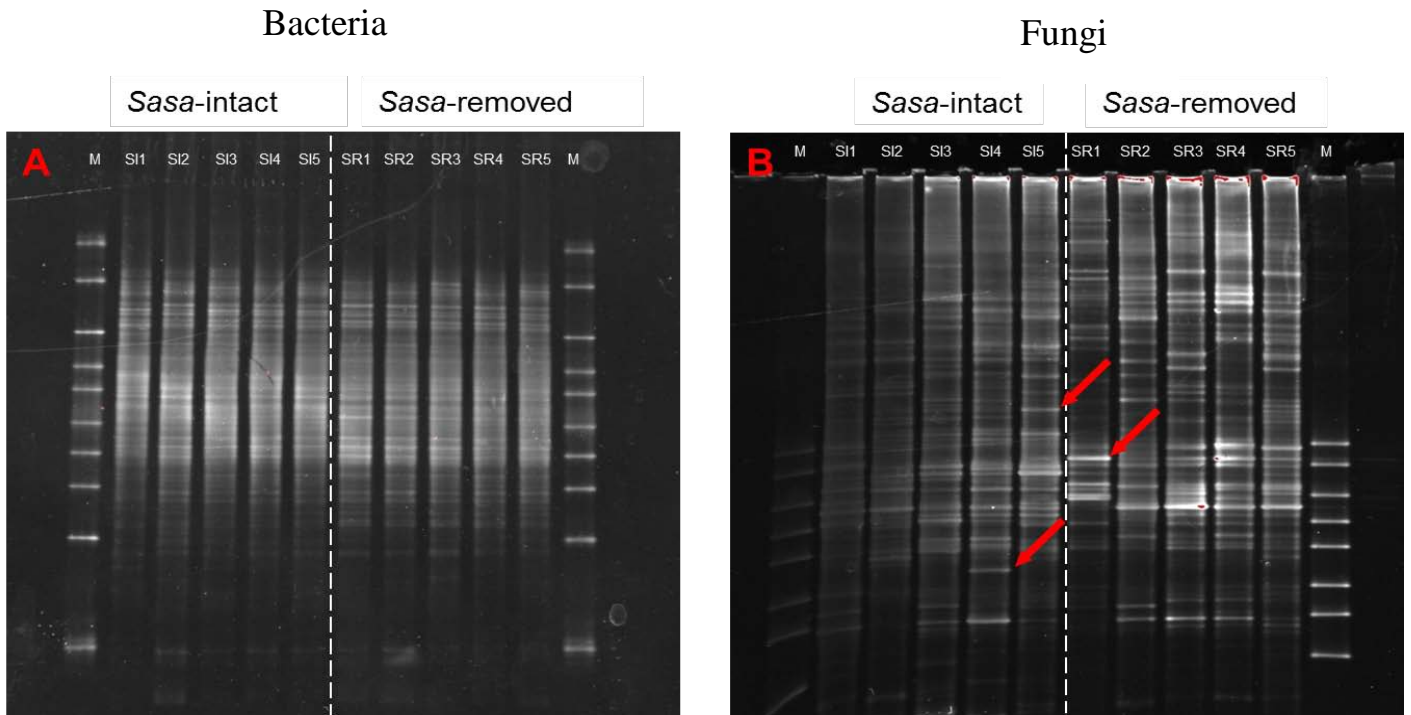 Bacteria
Fungi
Sasa-intact Sasa-removed
Sasa-intact Sasa-removed
A M SI1 SI2 SI3 SI4 SI5 SR1 SR2 SR3 SR4 SR5 M
B M SI1 SI2 SI3 SI4 SI5 SR1 SR2 SR3 SR4 SR5 M